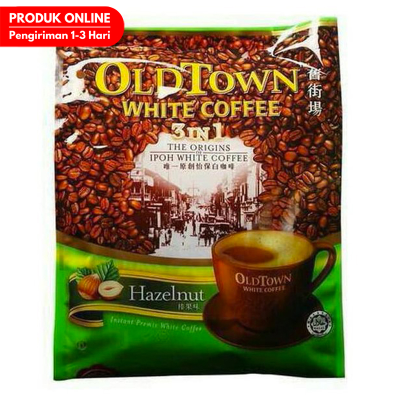 PRODUK ONLINE
Pengiriman 1-3 Hari
OLDTOWN
WHITE COFFEE
3 IN 1
THE ORIGINS
OF
IPOH WHITE COFFEE
唯一原創怡保白咖啡
舊街場
OLDTOWN
WHITE COFFEE
Hazelnut
榛果味
Instant Premix White Coffee